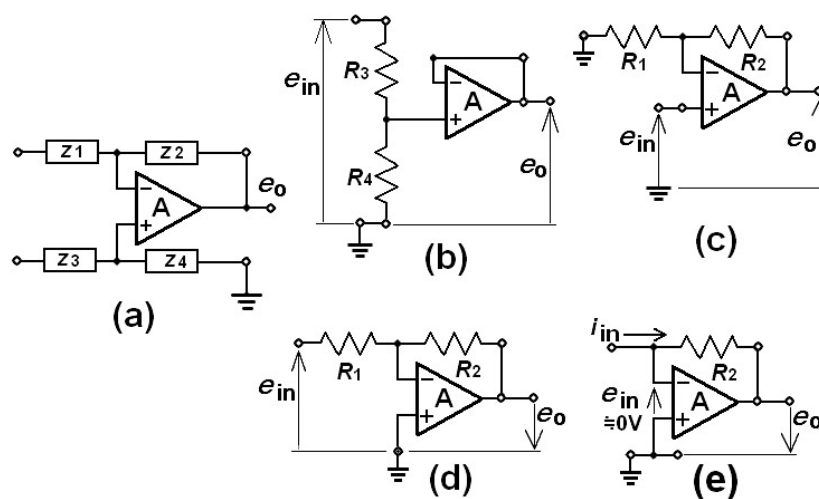 z1
z2
A
−
+
eo
z3
z4
(a)
ein
R3
R4
−
+
A
eo
(b)
R1
R2
−
+
A
ein
eo
(c)
ein
R1
R2
−
+
A
eo
(d)
iin
R2
−
+
A
ein
≒0V
eo
(e)